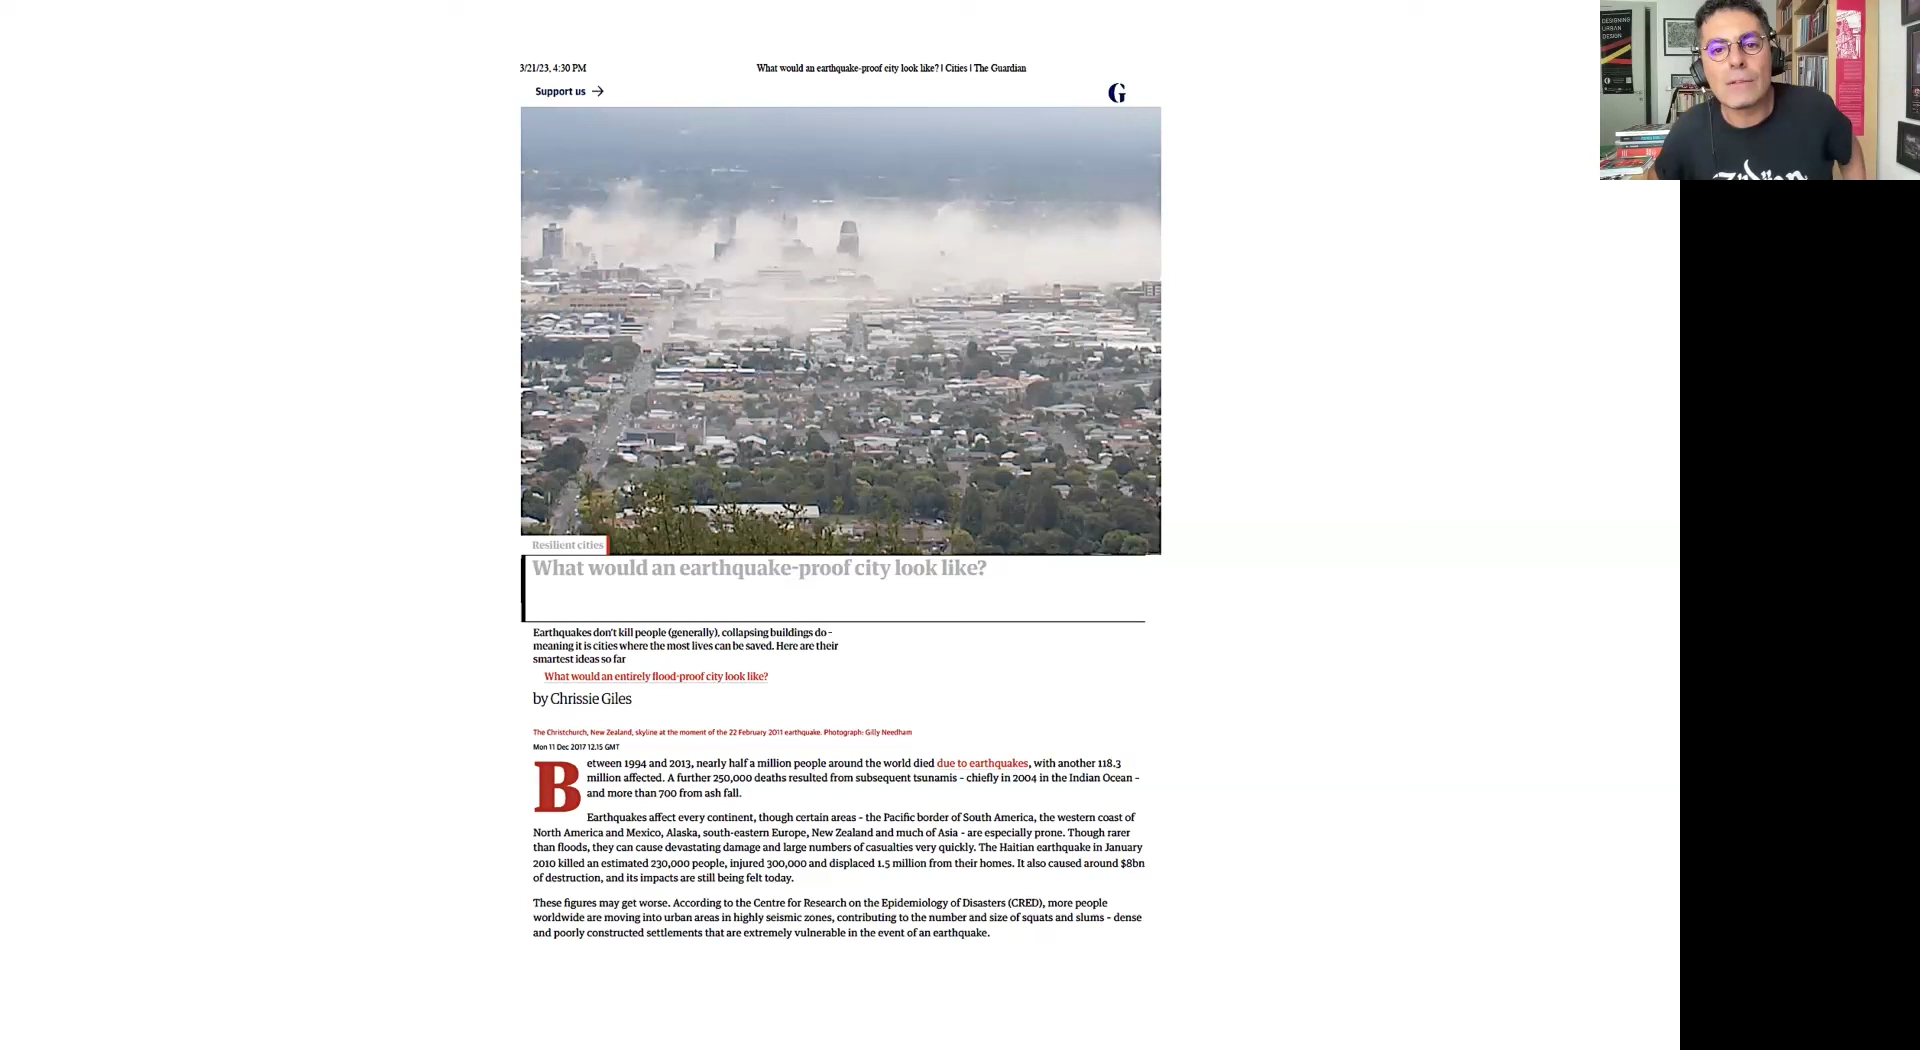 3/21/23, 4:30 PM
What would an earthquake-proof city look like? | Cities | The Guardian
Support us →
G
DESIGNING
URBAN
DESIGN
Resilient cities
What would an earthquake-proof city look like?
Earthquakes don't kill people (generally), collapsing buildings do –
meaning it is cities where the most lives can be saved. Here are their
smartest ideas so far
What would an entirely flood-proof city look like?
by Chrissie Giles
The Christchurch, New Zealand, skyline at the moment of the 22 February 2011 earthquake. Photograph: Gilly Needham
Mon 11 Dec 2017 12.15 GMT
Between 1994 and 2013, nearly half a million people around the world died due to earthquakes, with another 118.3
million affected. A further 250,000 deaths resulted from subsequent tsunamis – chiefly in 2004 in the Indian Ocean –
and more than 700 from ash fall.
Earthquakes affect every continent, though certain areas – the Pacific border of South America, the western coast of
North America and Mexico, Alaska, south-eastern Europe, New Zealand and much of Asia – are especially prone. Though rarer
than floods, they can cause devastating damage and large numbers of casualties very quickly. The Haitian earthquake in January
2010 killed an estimated 230,000 people, injured 300,000 and displaced 1.5 million from their homes. It also caused around $8bn
of destruction, and its impacts are still being felt today.
These figures may get worse. According to the Centre for Research on the Epidemiology of Disasters (CRED), more people
worldwide are moving into urban areas in highly seismic zones, contributing to the number and size of squats and slums – dense
and poorly constructed settlements that are extremely vulnerable in the event of an earthquake.